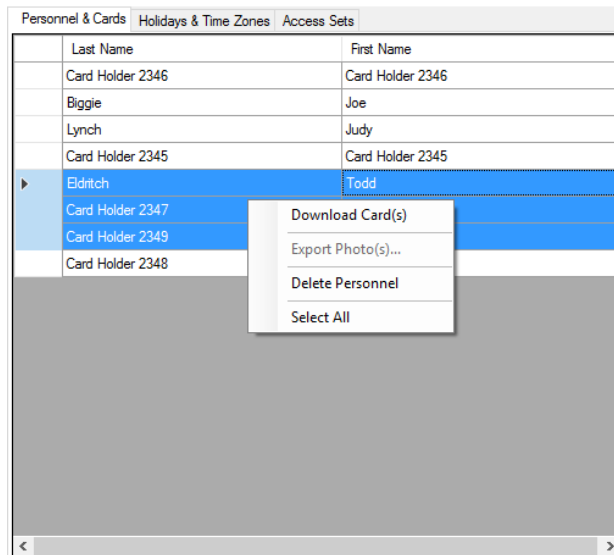 Personnel & Cards Holidays & Time Zones Access Sets
Last Name First Name
Card Holder 2346 Card Holder 2346
Biggie Joe
Lynch Judy
Card Holder 2345 Card Holder 2345
Eldritch Todd
Card Holder 2347
Card Holder 2349
Card Holder 2348
Download Card(s)
Export Photo(s)...
Delete Personnel
Select All